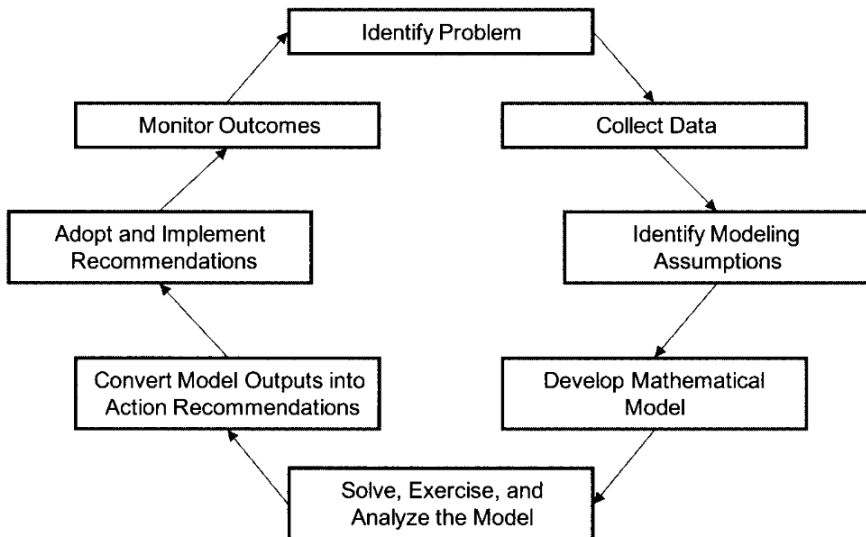 Identify Problem
Monitor Outcomes
Collect Data
Adopt and Implement
Recommendations
Identify Modeling
Assumptions
Convert Model Outputs into
Action Recommendations
Develop Mathematical
Model
Solve, Exercise, and
Analyze the Model